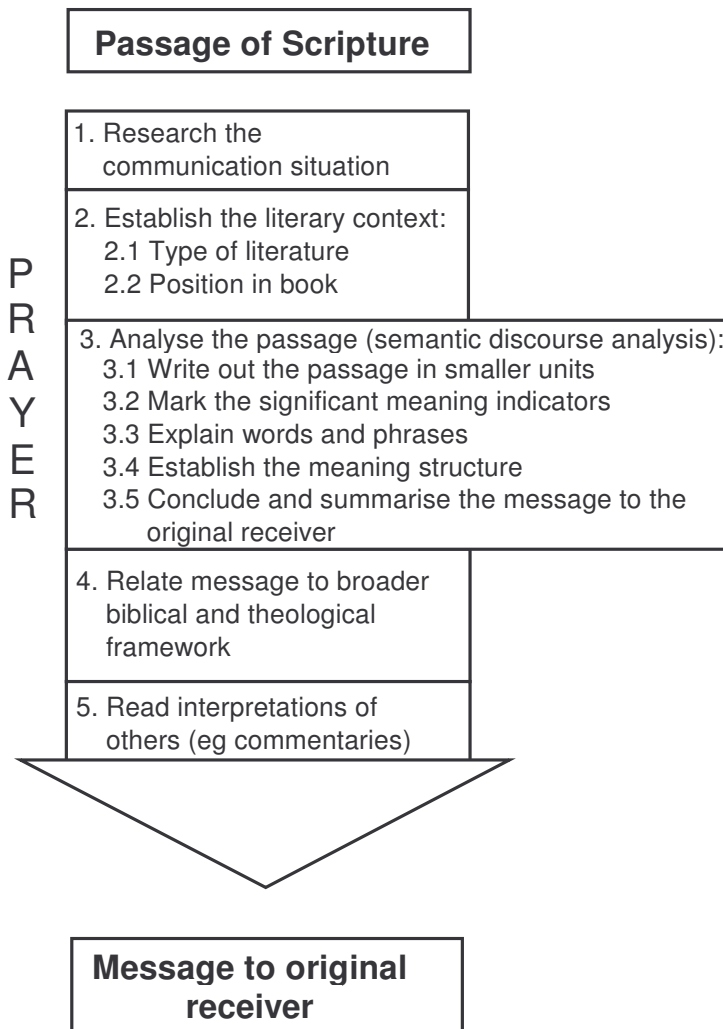 Passage of Scripture
1. Research the
communication situation
2. Establish the literary context:
2.1 Type of literature
2.2 Position in book
P
R
A
Y
E
R
3. Analyse the passage (semantic discourse analysis):
3.1 Write out the passage in smaller units
3.2 Mark the significant meaning indicators
3.3 Explain words and phrases
3.4 Establish the meaning structure
3.5 Conclude and summarise the message to the
original receiver
4. Relate message to broader
biblical and theological
framework
5. Read interpretations of
others (eg commentaries)
Message to original
receiver